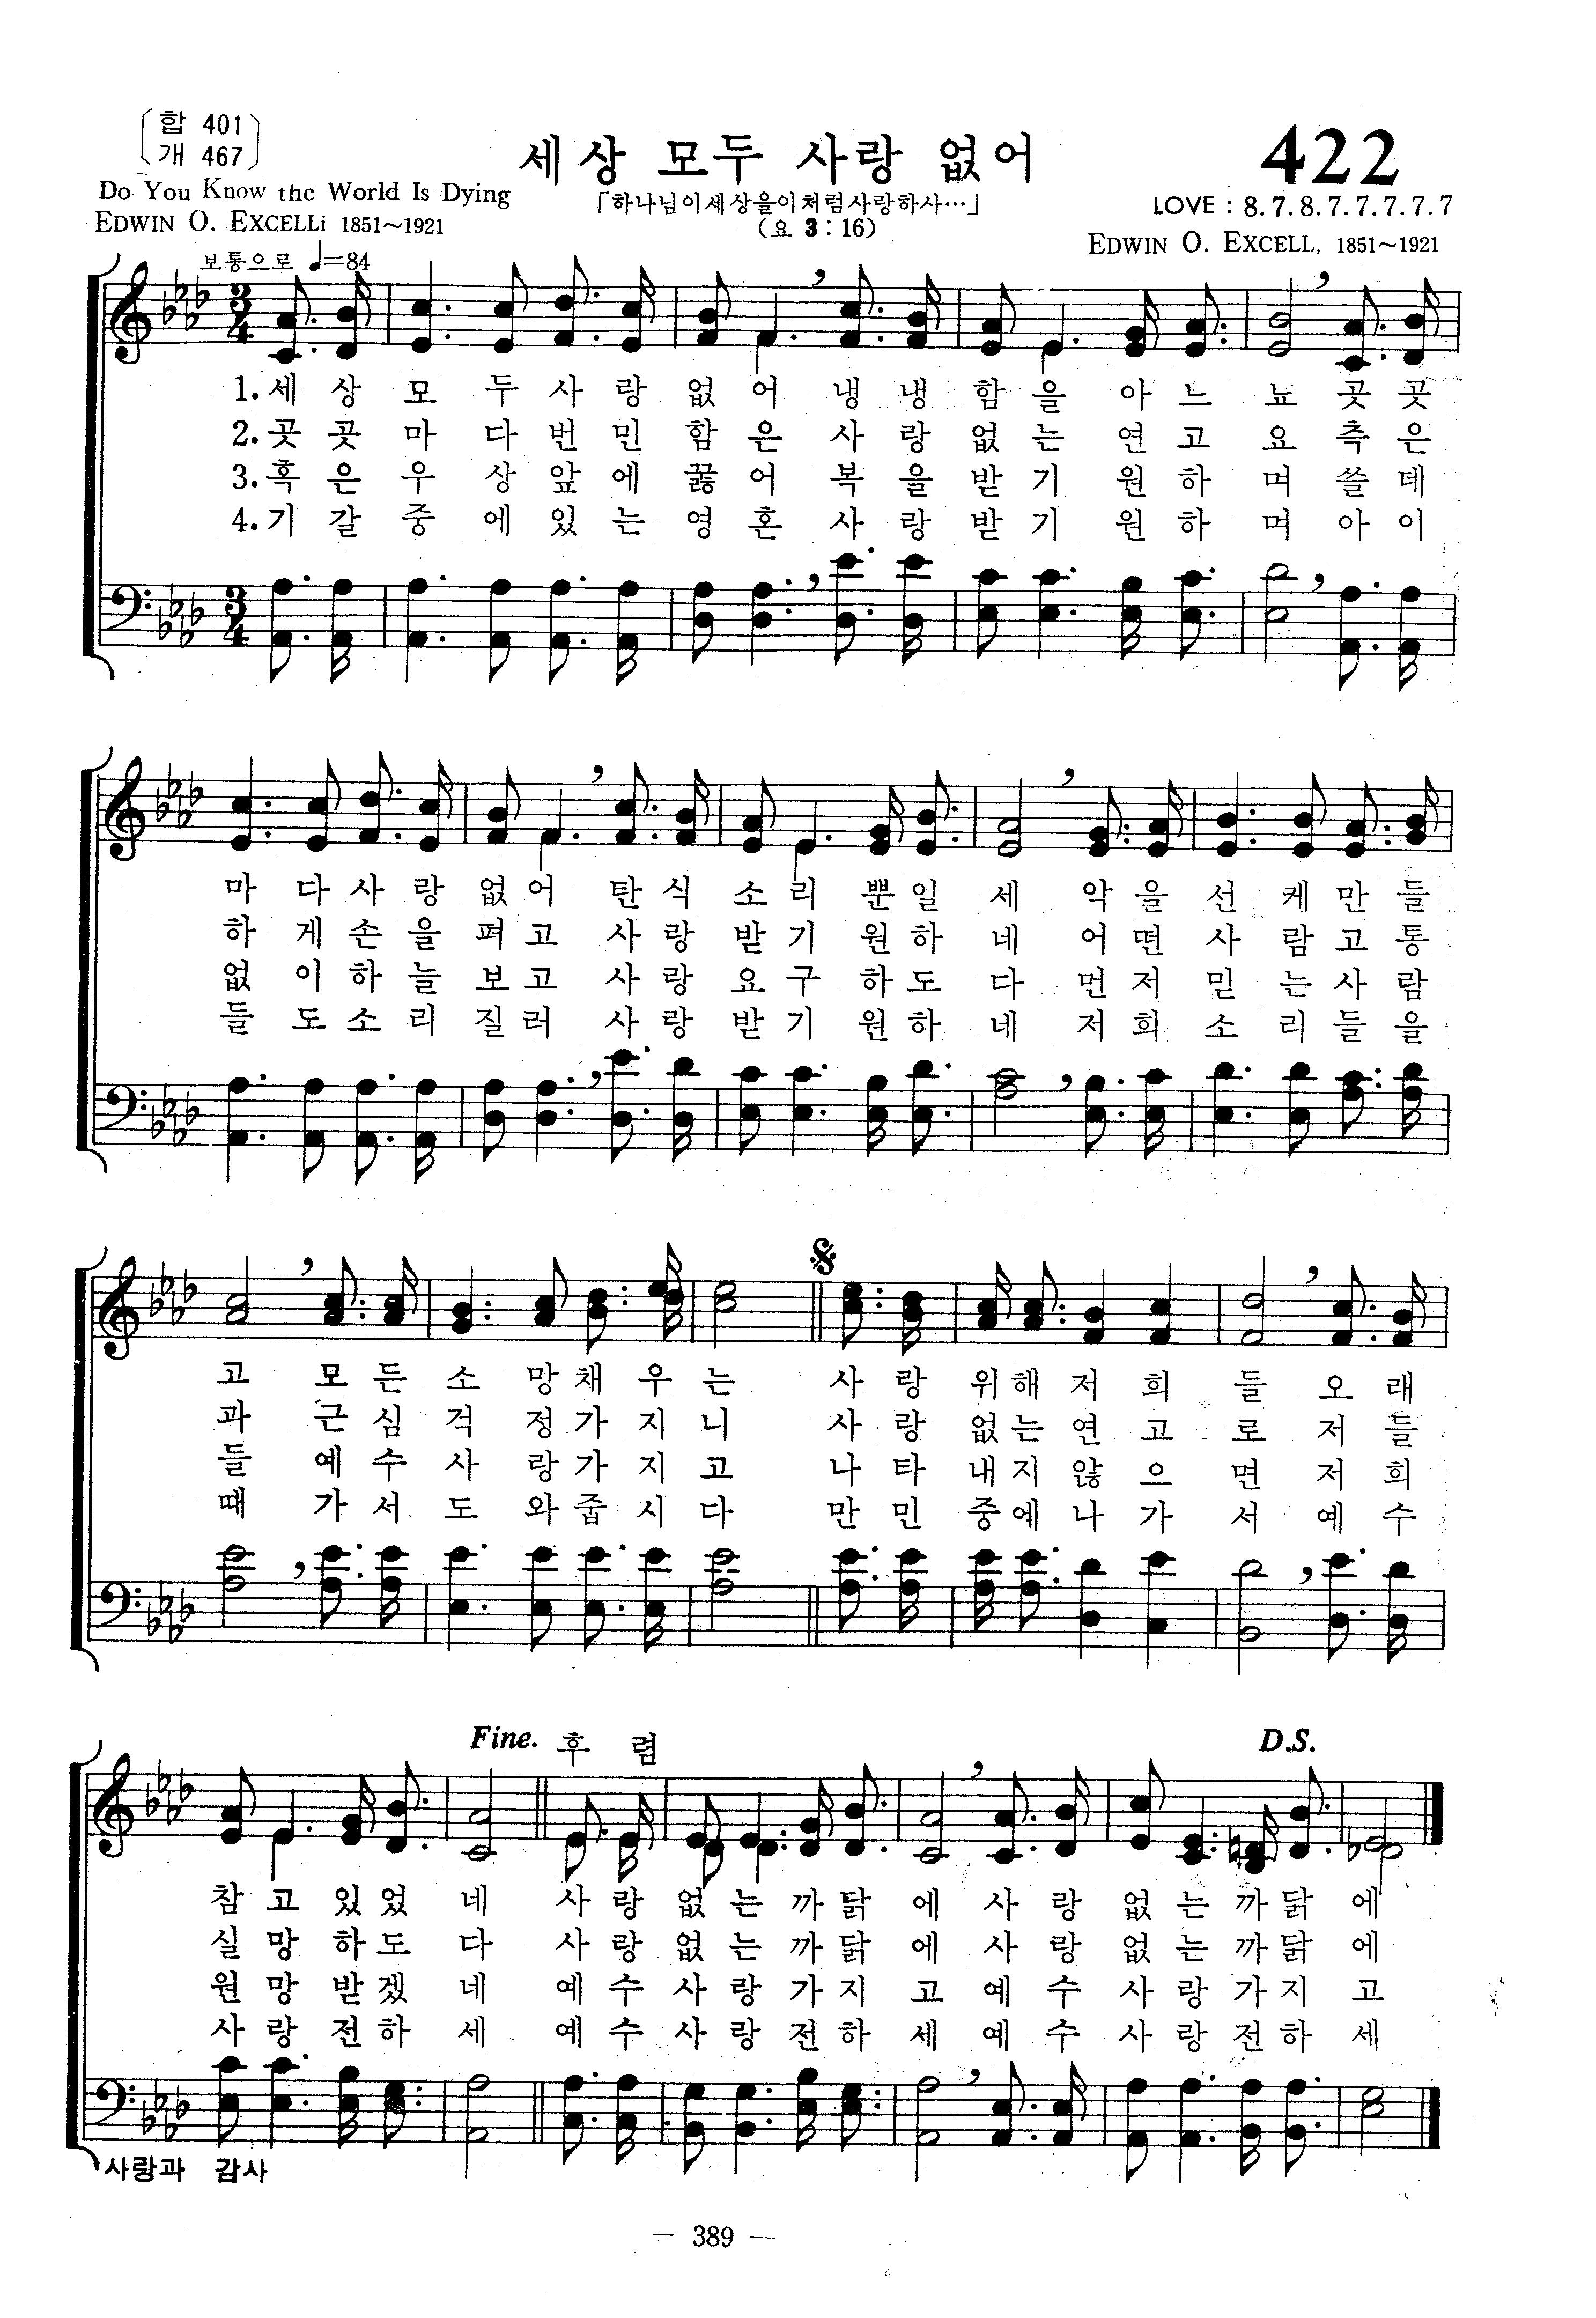 합 401
개 467
세상 모두 사랑 없어
422
Do You Know the World Is Dying
「하나님이세상을이처럼사랑하사…」
LOVE : 8.7.8.7.7.7.7.7
EDWIN O. EXCELLi 1851~1921
(요 3 : 16)
EDWIN O. EXCELL, 1851~1921
보통으로 ♩=84
3/4
1.세 상 모 두 사 랑 없 어 냉 냉 함 을 아 느 뇨 곳 곳
2.곳 곳 마 다 번 민 함 은 사 랑 없 는 연 고 요 측 은
3.혹 은 우 상 앞 에 꿇 어 복 을 받 기 원 하 며 쓸 데
4.기 갈 중 에 있 는 영 혼 사 랑 받 기 원 하 며 아 이
3/4
마 다 사 랑 없 어 탄 식 소 리 뿐 일 세 악 을 선 케 만 들
하 게 손 을 펴 고 사 랑 받 기 원 하 네 어 떤 사 람 고 통
없 이 하 늘 보 고 사 랑 요 구 하 도 다 먼 저 믿 는 사 람
들 도 소 리 질 러 사 랑 받 기 원 하 네 저 희 소 리 들 을
고 모 든 소 망 채 우 는 사 랑 위 해 저 희 들 오 래
과 근 심 걱 정 가 지 니 사 랑 없 는 연 고 로 저 들
들 예 수 사 랑 가 지 고 나 타 내 지 않 으 면 저 희
때 가 서 도 와 줍 시 다 만 민 중 에 나 가 서 예 수
Fine. 후 렴
D.S.
참 고 있 었 네 사 랑 없 는 까 닭 에 사 랑 없 는 까 닭 에
실 망 하 도 다 사 랑 없 는 까 닭 에 사 랑 없 는 까 닭 에
원 망 받 겠 네 예 수 사 랑 가 지 고 예 수 사 랑 가 지 고
사 랑 전 하 세 예 수 사 랑 전 하 세 예 수 사 랑 전 하 세
사랑과 감사
— 389 —